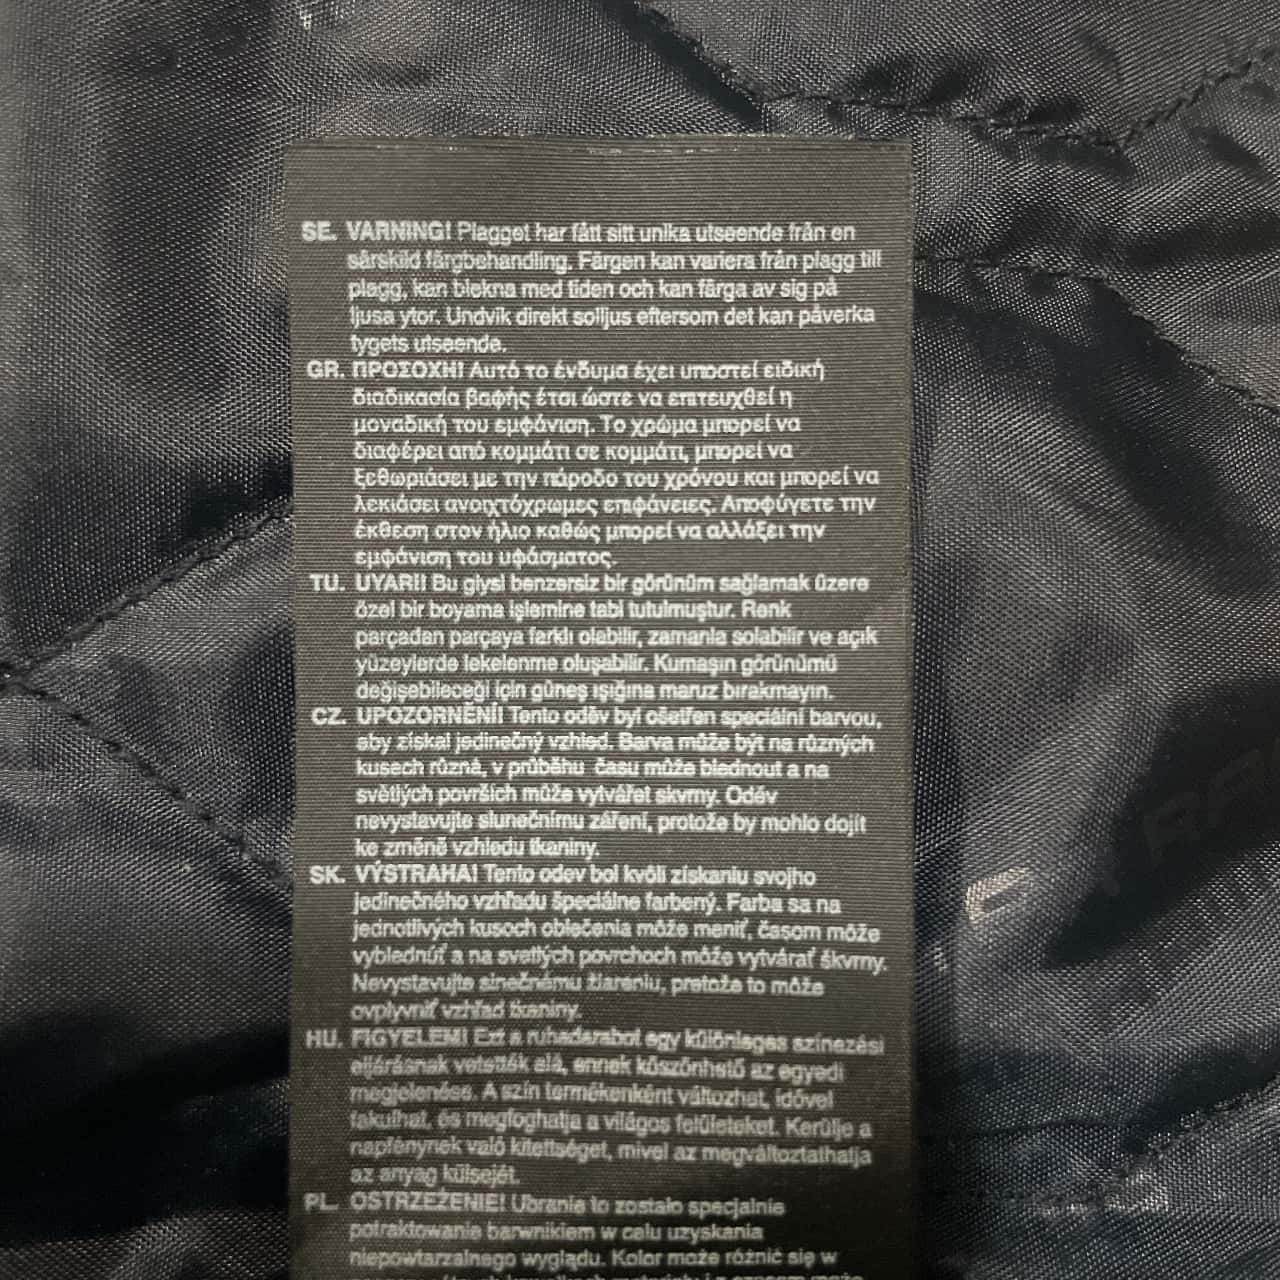 SE. VARNING! Plagget har fått sitt unika utseende från en
särskild färgbehandling. Färgen kan variera från plagg till
plagg, kan blekna med tiden och kan färga av sig på
ljusa ytor. Undvik direkt solljus eftersom det kan påverka
tygets utseende.
GR. ΠΡΟΣΟΧΗ! Αυτό το ένδυμα έχει υποστεί ειδική
διαδικασία βαφής έτσι ώστε να επιτευχθεί η
μοναδική του εμφάνιση. Το χρώμα μπορεί να
διαφέρει από κομμάτι σε κομμάτι, μπορεί να
ξεθωριάσει με την πάροδο του χρόνου και μπορεί να
λεκιάσει ανοιχτόχρωμες επιφάνειες. Αποφύγετε την
έκθεση στον ήλιο καθώς μπορεί να αλλάξει την
εμφάνιση του υφάσματος.
TU. UYARI! Bu giysi benzersiz bir görünüm sağlamak üzere
özel bir boyama işlemine tabi tutulmuştur. Renk
parçadan parçaya farklı olabilir, zamanla solabilir ve açık
yüzeylerde lekelenme oluşabilir. Kumaşın görünümü
değişebileceği için güneş ışığına maruz bırakmayın.
CZ. UPOZORNĚNÍ! Tento oděv byl ošetřen speciální barvou,
aby získal jedinečný vzhled. Barva může být na různých
kusech různá, v průběhu času může blednout a na
světlých površích může vytvářet skvrny. Oděv
nevystavujte slunečnímu záření, protože by mohlo dojít
ke změně vzhledu tkaniny.
SK. VÝSTRAHA! Tento odev bol kvôli získaniu svojho
jedinečného vzhľadu špeciálne farbený. Farba sa na
jednotlivých kusoch oblečenia môže meniť, časom môže
vyblednúť a na svetlých povrchoch môže vytvárať škvrny.
Nevystavujte slnečnému žiareniu, pretože to môže
ovplyvniť vzhľad tkaniny.
HU. FIGYELEM! Ezt a ruhadarabot egy különleges színezési
eljárásnak vetették alá, ennek köszönhető az egyedi
megjelenése. A szín termékenként változhat, idővel
fakulhat, és megfoghatja a világos felületeket. Kerülje a
napfénynek való kitettséget, mivel az megváltoztathatja
az anyag külsejét.
PL. OSTRZEŻENIE! Ubranie to zostało specjalnie
potraktowane barwnikiem w celu uzyskania
niepowtarzalnego wyglądu. Kolor może różnić się w